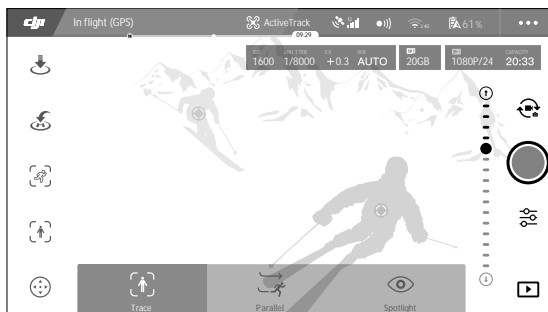 dji
In flight (GPS)
ActiveTrack
61%
09:29
ISO
1600
SHUTTER
1/8000
EV
+0.3
WB
AUTO
20GB
1080P/24
CAPACITY
20:33
Trace
Parallel
Spotlight